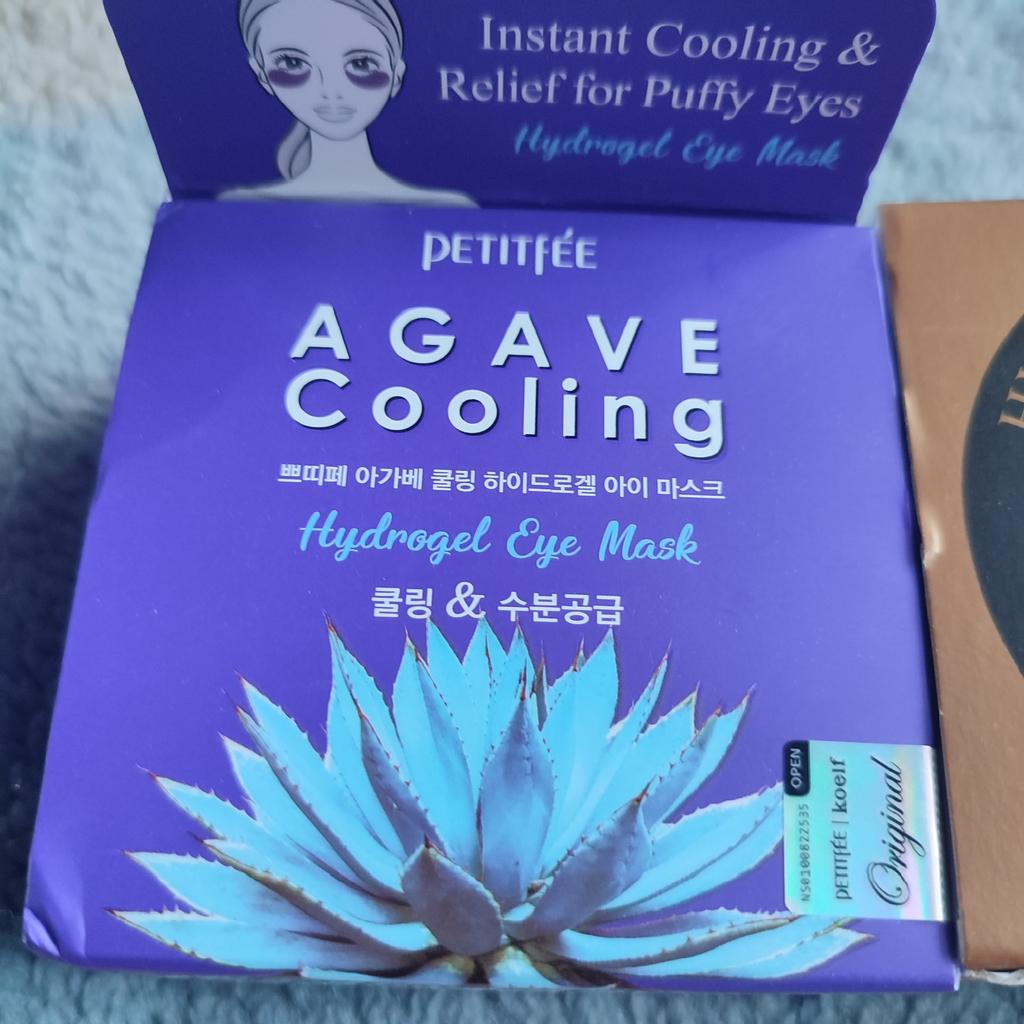 Instant Cooling &
Relief for Puffy Eyes
Hydrogel Eye Mask
PETITFÉE
AGAVE
Cooling
쁘띠페 아가베 쿨링 하이드로겔 아이 마스크
Hydrogel Eye Mask
쿨링 & 수분공급
OPEN
NS0100822535
PETITFÉE | koelf
Original